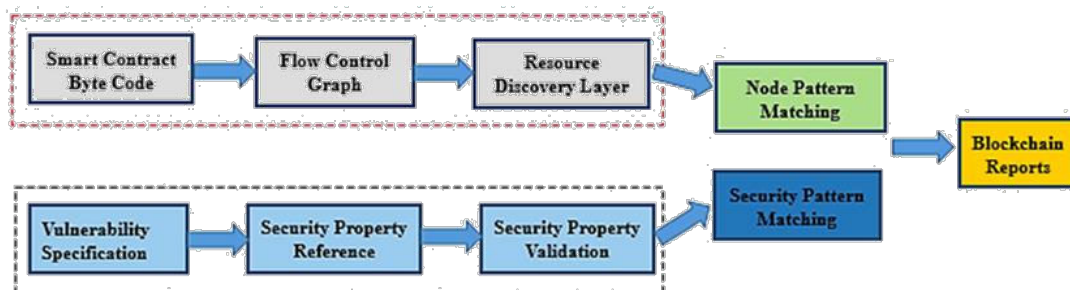 Smart Contract
Byte Code
Flow Control
Graph
Resource
Discovery Layer
Node Pattern
Matching
Blockchain
Reports
Vulnerability
Specification
Security Property
Reference
Security Property
Validation
Security Pattern
Matching